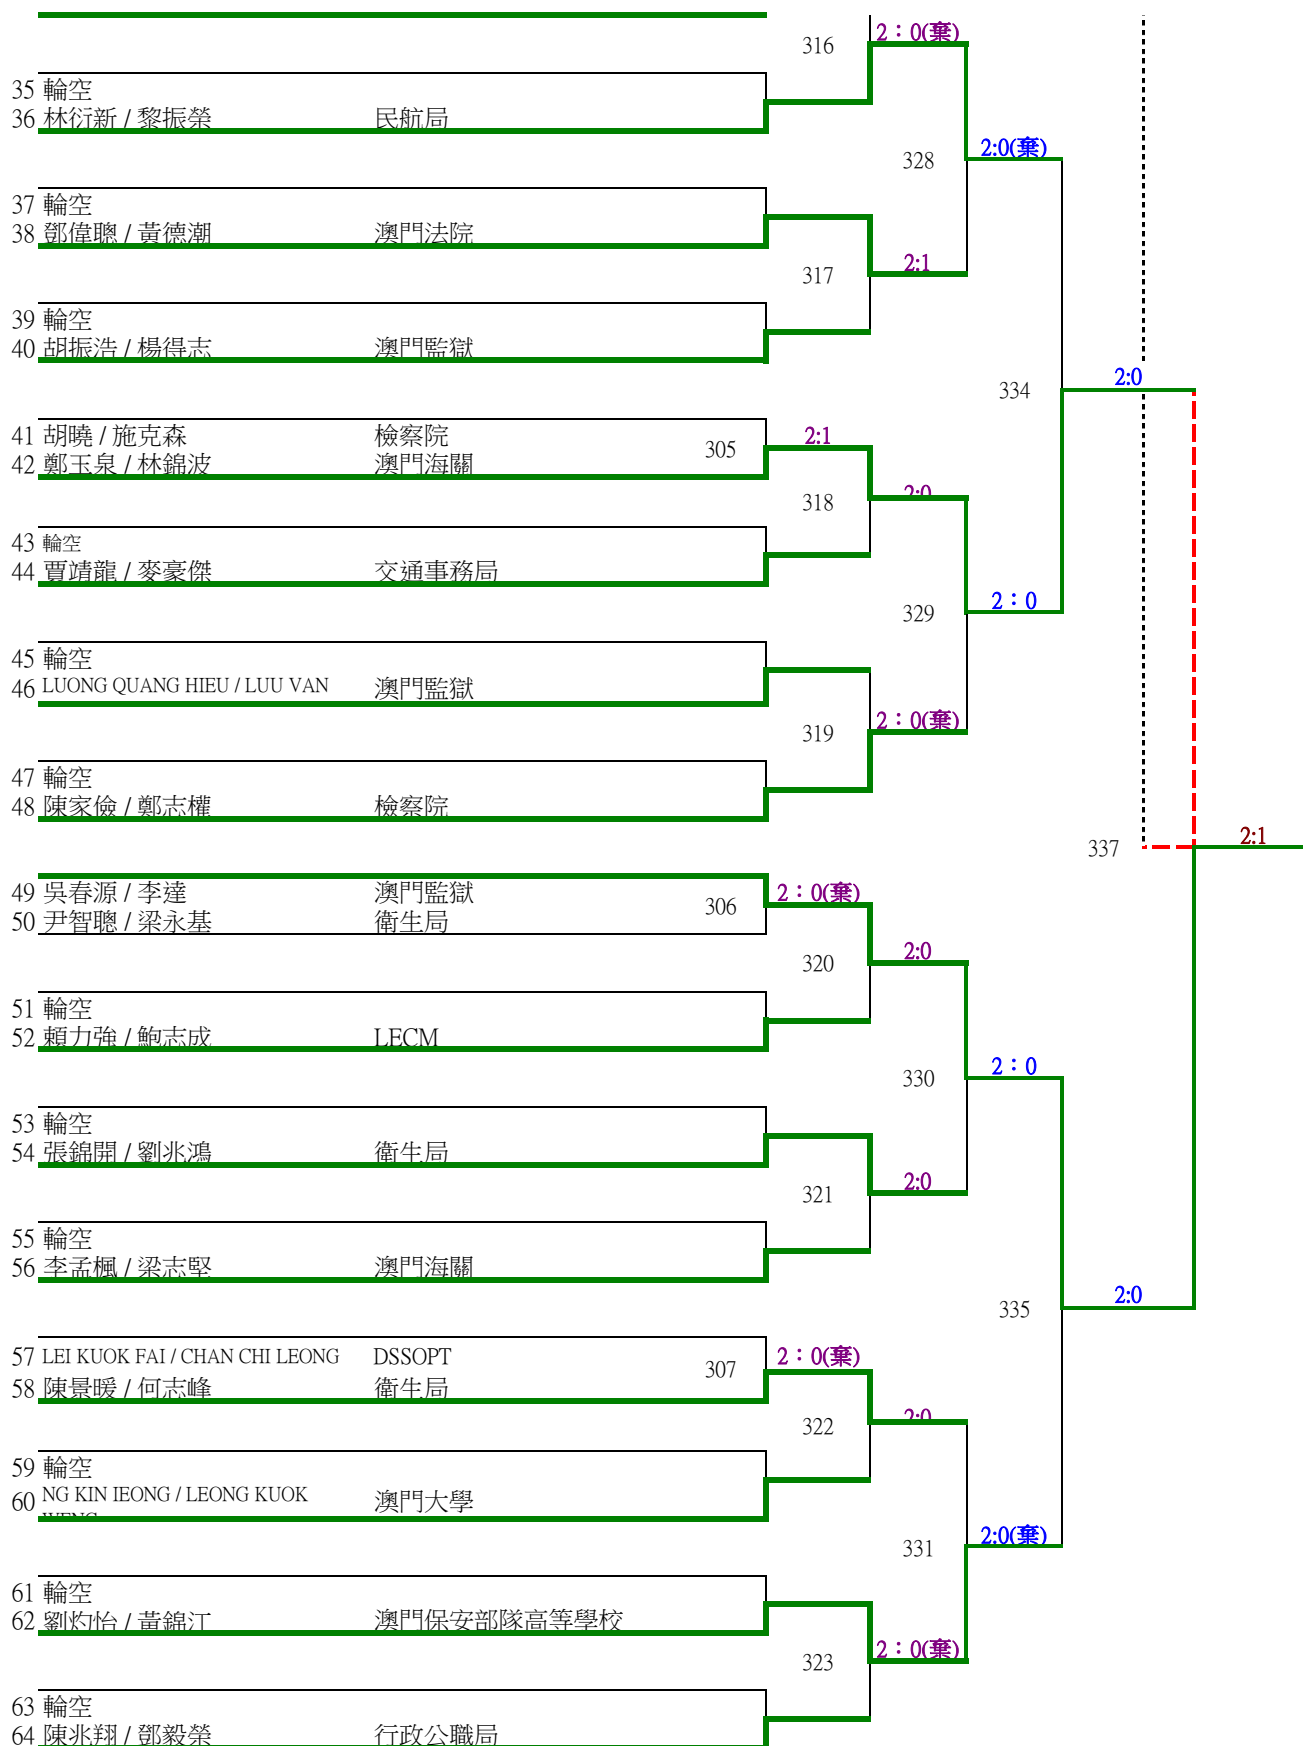 316
2：0(棄)
35 輪空
36 林衍新 / 黎振榮 民航局
328
2:0(棄)
37 輪空
38 鄧偉聰 / 黃德潮 澳門法院
317
2:1
39 輪空
40 胡振浩 / 楊得志 澳門監獄
334
2:0
41 胡曉 / 施克森 檢察院
305
2:1
42 鄭玉泉 / 林錦波 澳門海關
318
2:0
43 輪空
44 賈靖龍 / 麥豪傑 交通事務局
329
2：0
45 輪空
46 LUONG QUANG HIEU / LUU VAN 澳門監獄
319
2：0(棄)
47 輪空
48 陳家儉 / 鄭志權 檢察院
337
2:1
49 吳春源 / 李達 澳門監獄
306
2：0(棄)
50 尹智聰 / 梁永基 衛生局
320
2:0
51 輪空
52 賴力強 / 鮑志成 LECM
330
2：0
53 輪空
54 張錦開 / 劉兆鴻 衛生局
321
2:0
55 輪空
56 李孟楓 / 梁志堅 澳門海關
335
2:0
57 LEI KUOK FAI / CHAN CHI LEONG DSSOPT
307
2：0(棄)
58 陳景暖 / 何志峰 衛生局
322
2:0
59 輪空
60 NG KIN IEONG / LEONG KUOK WENG 澳門大學
331
2:0(棄)
61 輪空
62 劉灼怡 / 黃錦汀 澳門保安部隊高等學校
323
2：0(棄)
63 輪空
64 陳兆翔 / 鄧毅榮 行政公職局